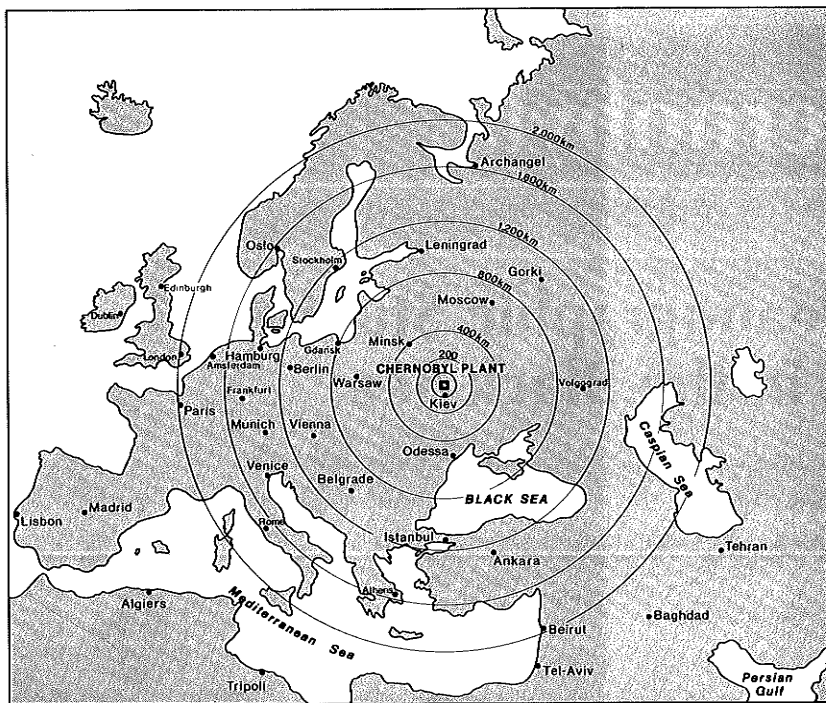 2,000km
Archangel
1,600km
1,200km
Oslo
Leningrad
Stockholm
Gorki
800km
Edinburgh
Moscow
Dublin
400km
Minsk
London
Hamburg
Gdansk
200
Amsterdam
Berlin
CHERNOBYL PLANT
Warsaw
Volgograd
Frankfurt
Kiev
Paris
Munich
Vienna
Odessa
Caspian Sea
Venice
Belgrade
BLACK SEA
Madrid
Lisbon
Rome
Istanbul
Tehran
Ankara
Athens
Algiers
Mediterranean Sea
Baghdad
Beirut
Tel-Aviv
Tripoli
Persian
Gulf